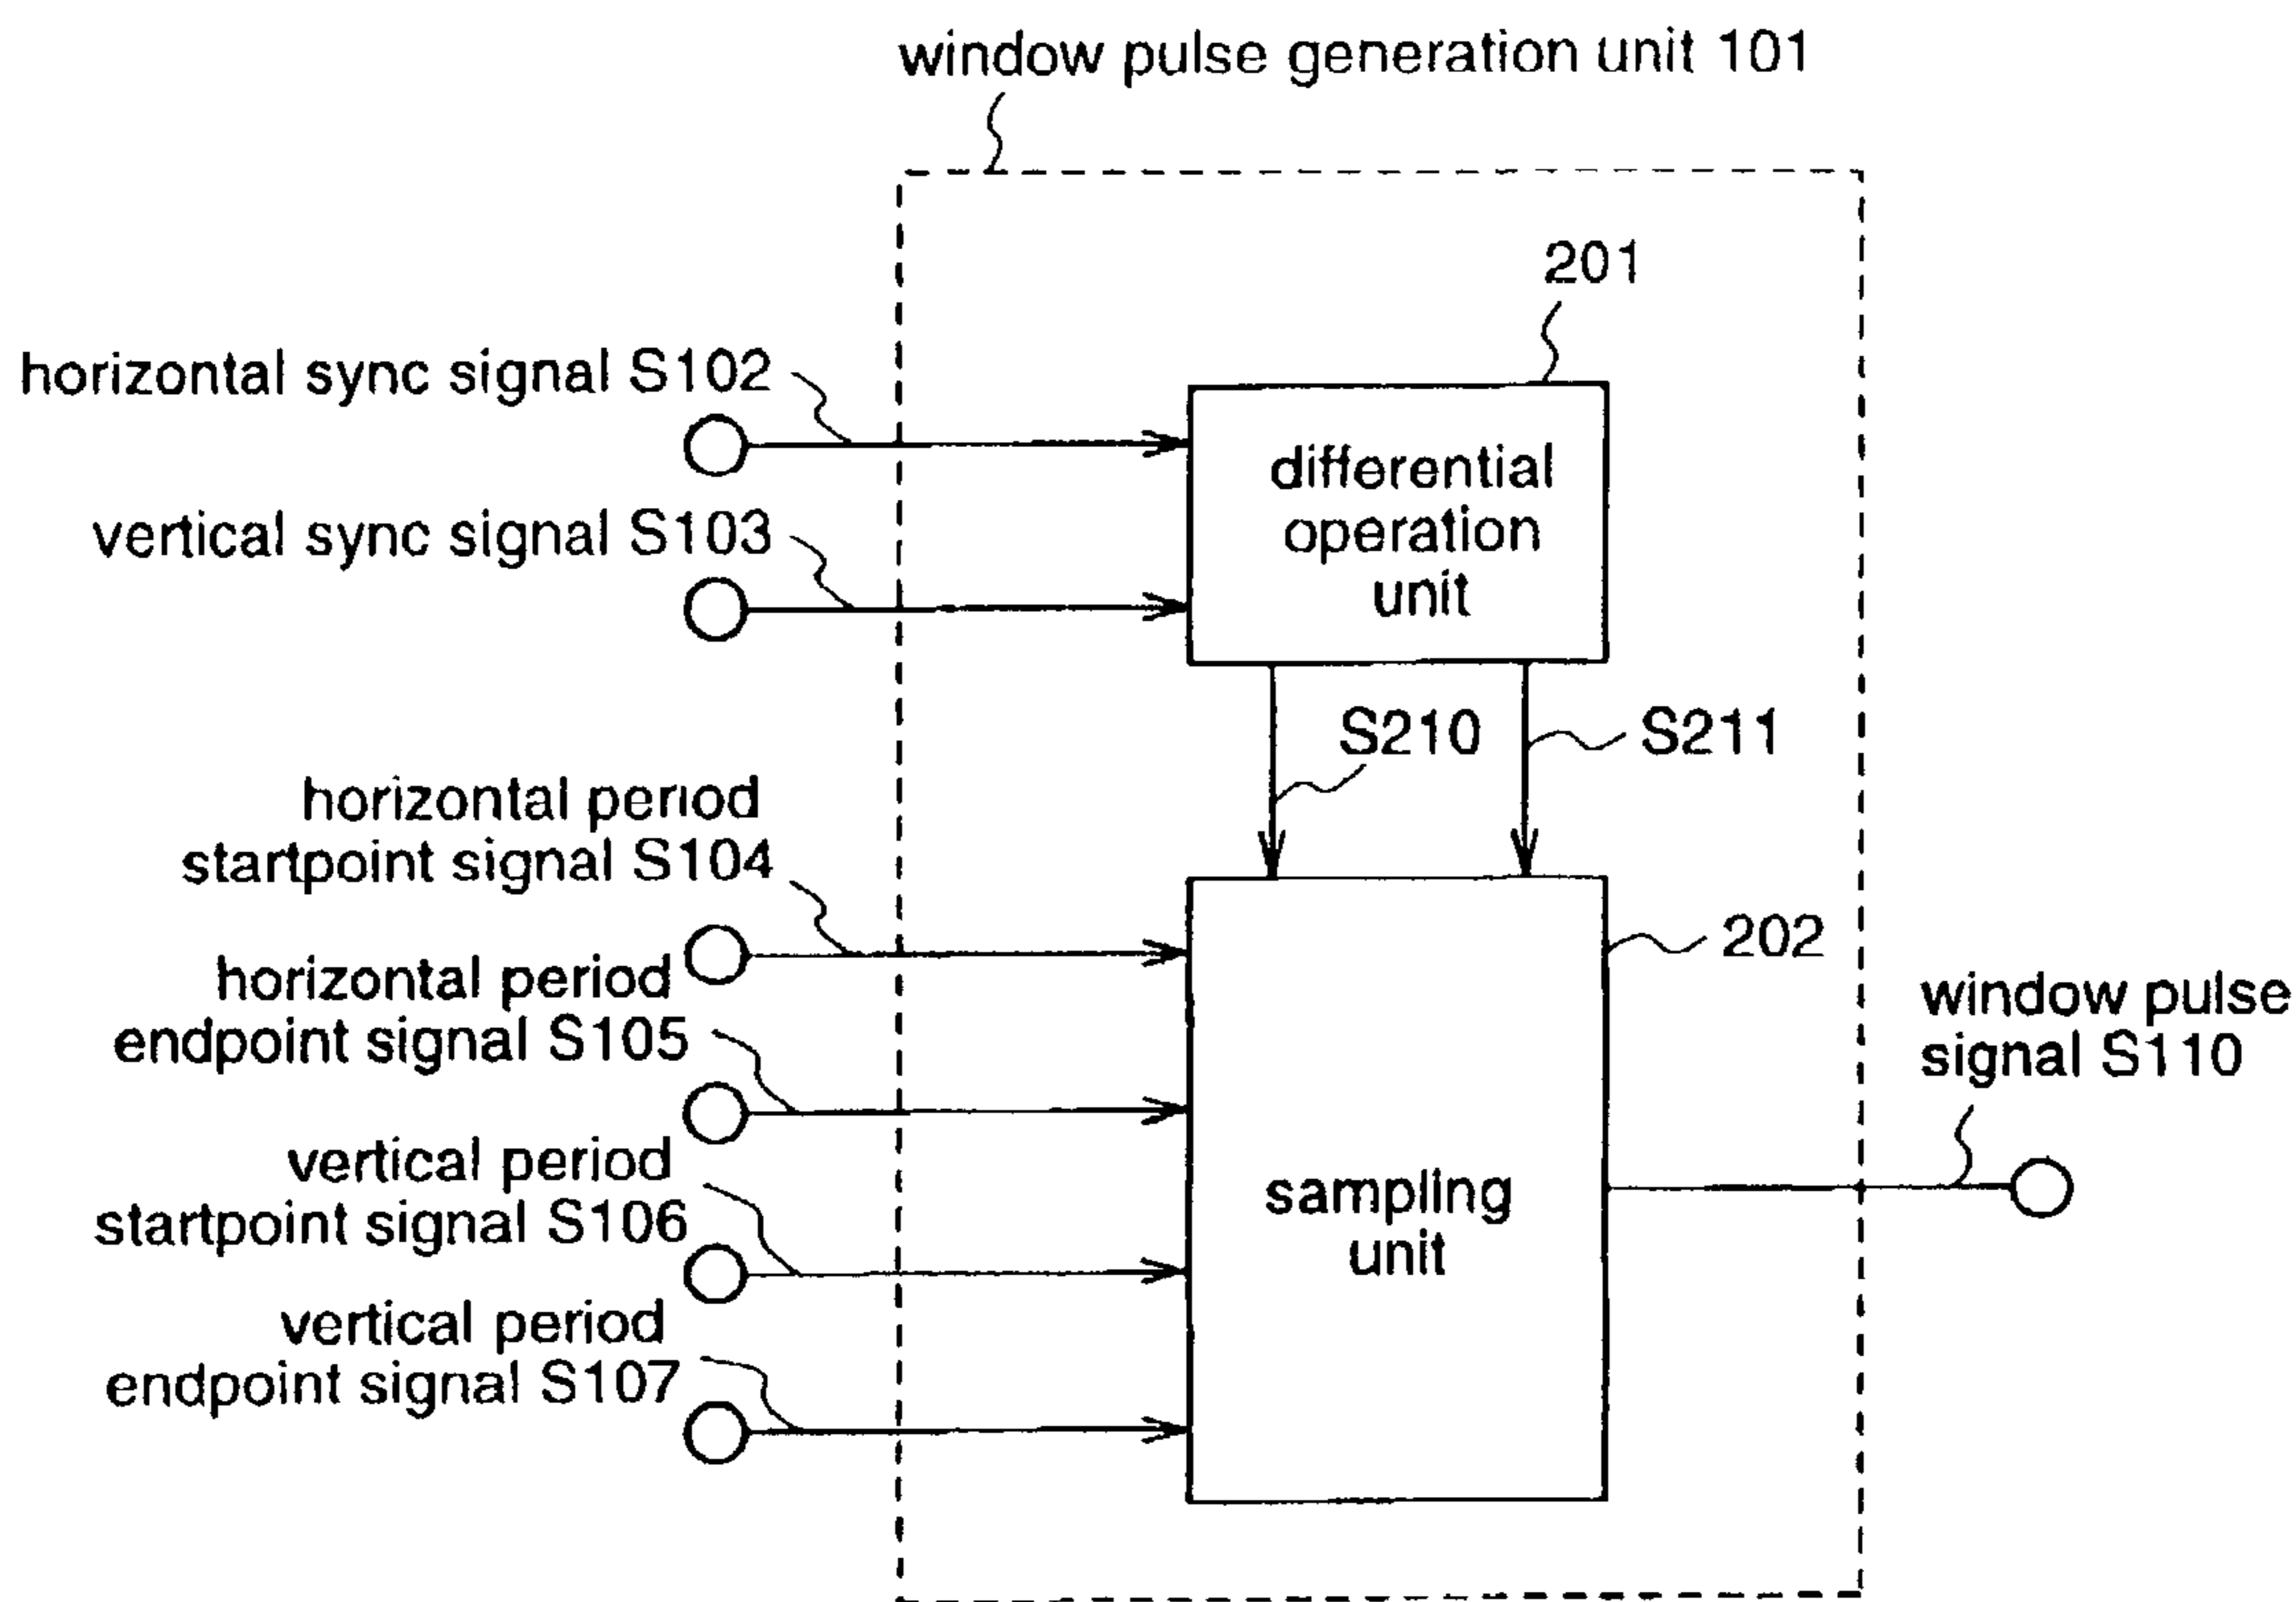 window pulse generation unit 101
201
horizontal sync signal S102
differential
operation
unit
vertical sync signal S103
S210
S211
horizontal period
startpoint signal S104
202
horizontal period
endpoint signal S105
window pulse
signal S110
vertical period
startpoint signal S106
sampling
unit
vertical period
endpoint signal S107